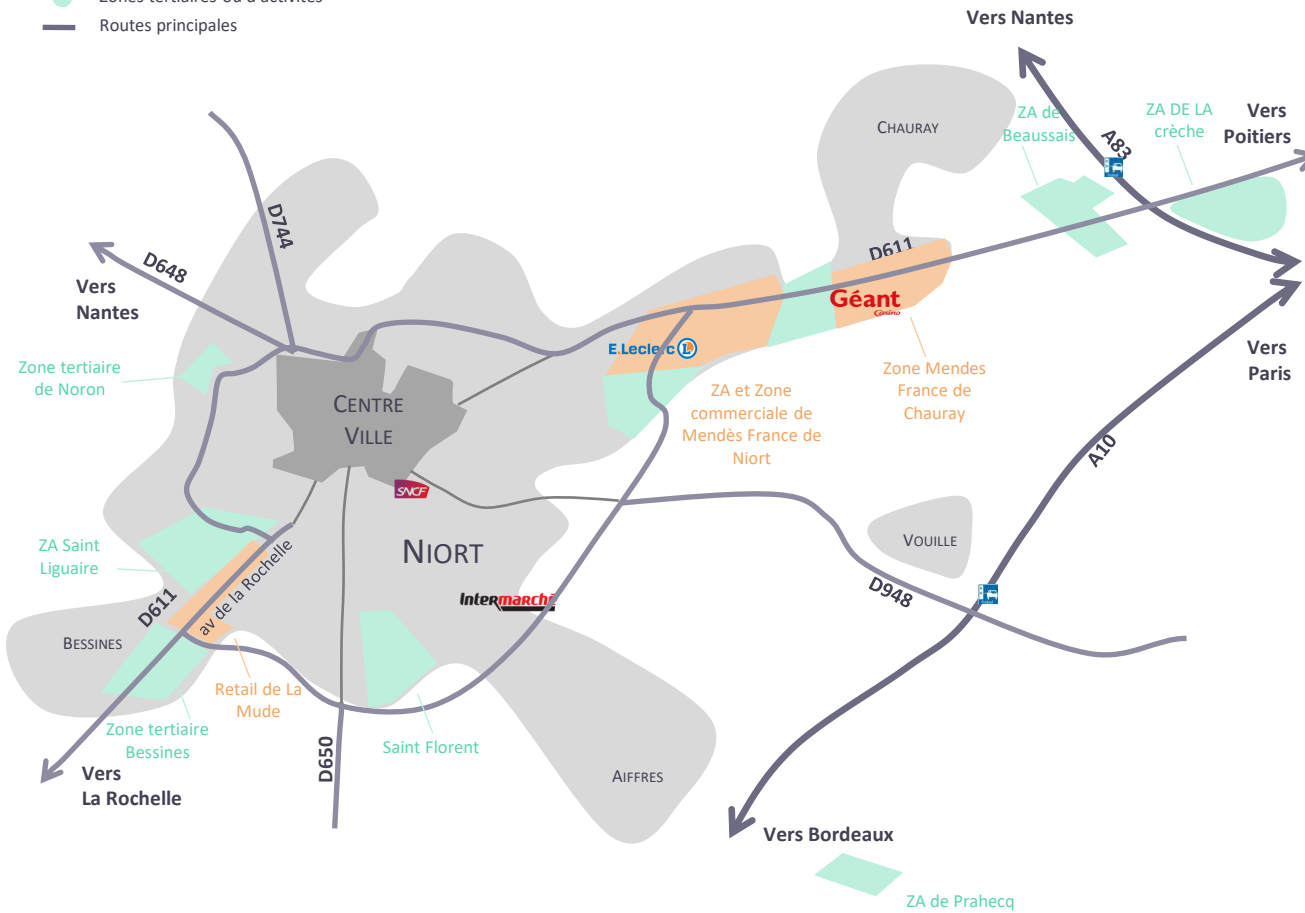 Zones tertiaires ou d'activités
Routes principales
Vers Nantes
CHAURAY
ZA de
Beaussais
ZA DE LA
crèche
Vers
Poitiers
A83
D744
D648
Vers
Nantes
D611
Géant
Casino
E.Leclerc L
Zone tertiaire
de Noron
CENTRE
VILLE
ZA et Zone
commerciale de
Mendès France de
Niort
Zone Mendes
France de
Chauray
Vers
Paris
A10
SNCF
NIORT
VOUILLE
ZA Saint
Liguaire
av de la Rochelle
D611
Intermarché
D948
BESSINES
Retail de La
Mude
Zone tertiaire
Bessines
Saint Florent
D650
AIFFRES
Vers
La Rochelle
Vers Bordeaux
ZA de Prahecq